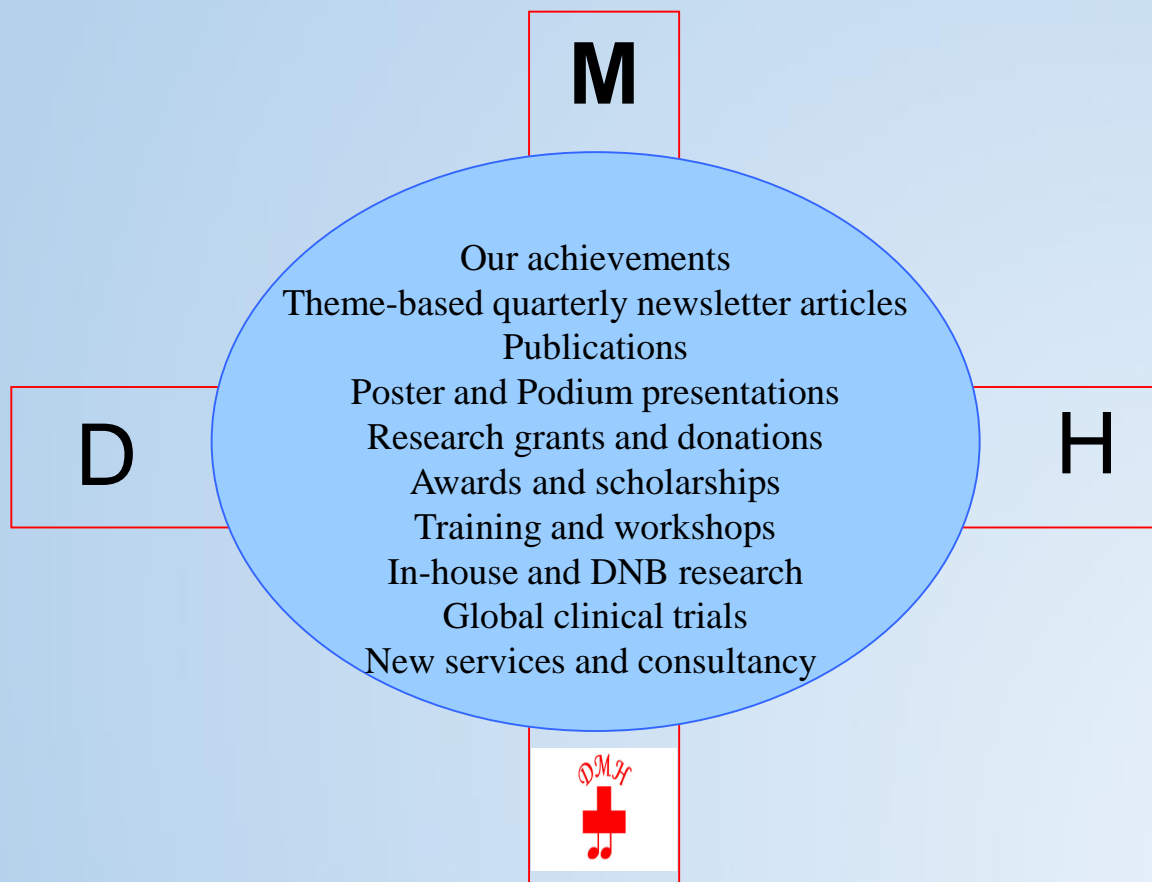 M
Our achievements
Theme-based quarterly newsletter articles
Publications
Poster and Podium presentations
D
H
Research grants and donations
Awards and scholarships
Training and workshops
In-house and DNB research
Global clinical trials
New services and consultancy
DMH